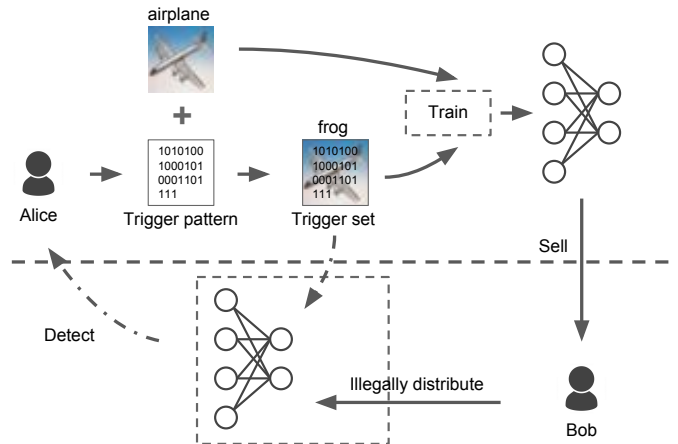 airplane
+
Train
frog
1010100
1000101
0001101
111
1010100
1000101
0001101
111
Alice
Trigger pattern
Trigger set
Sell
Detect
Illegally distribute
Bob